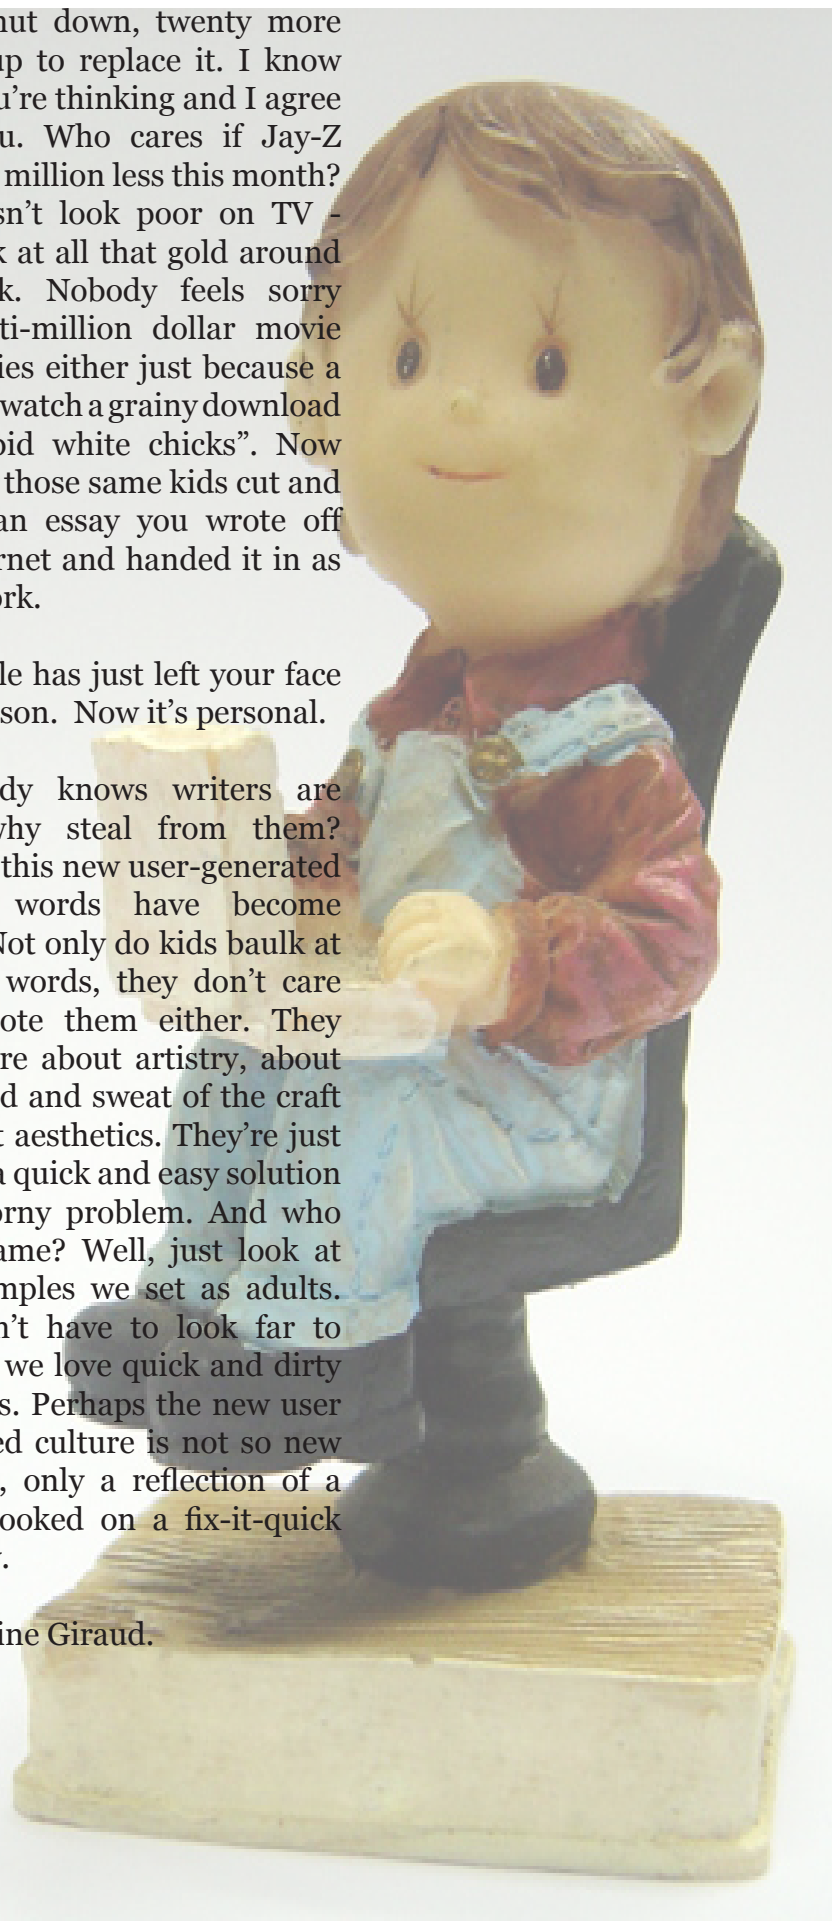 nut down, twenty more
up to replace it. I know
u’re thinking and I agree
u. Who cares if Jay-Z
million less this month?
sn’t look poor on TV -
k at all that gold around
k. Nobody feels sorry
ti-million dollar movie
ies either just because a
watch a grainy download
pid white chicks”. Now
those same kids cut and
an essay you wrote off
rnet and handed it in as
ork.
le has just left your face
son. Now it’s personal.
dy knows writers are
why steal from them?
this new user-generated
words have become
Not only do kids baulk at
words, they don’t care
ote them either. They
re about artistry, about
d and sweat of the craft
t aesthetics. They’re just
a quick and easy solution
orny problem. And who
ame? Well, just look at
mples we set as adults.
n’t have to look far to
we love quick and dirty
s. Perhaps the new user
ed culture is not so new
, only a reflection of a
ooked on a fix-it-quick
y.
ine Giraud.